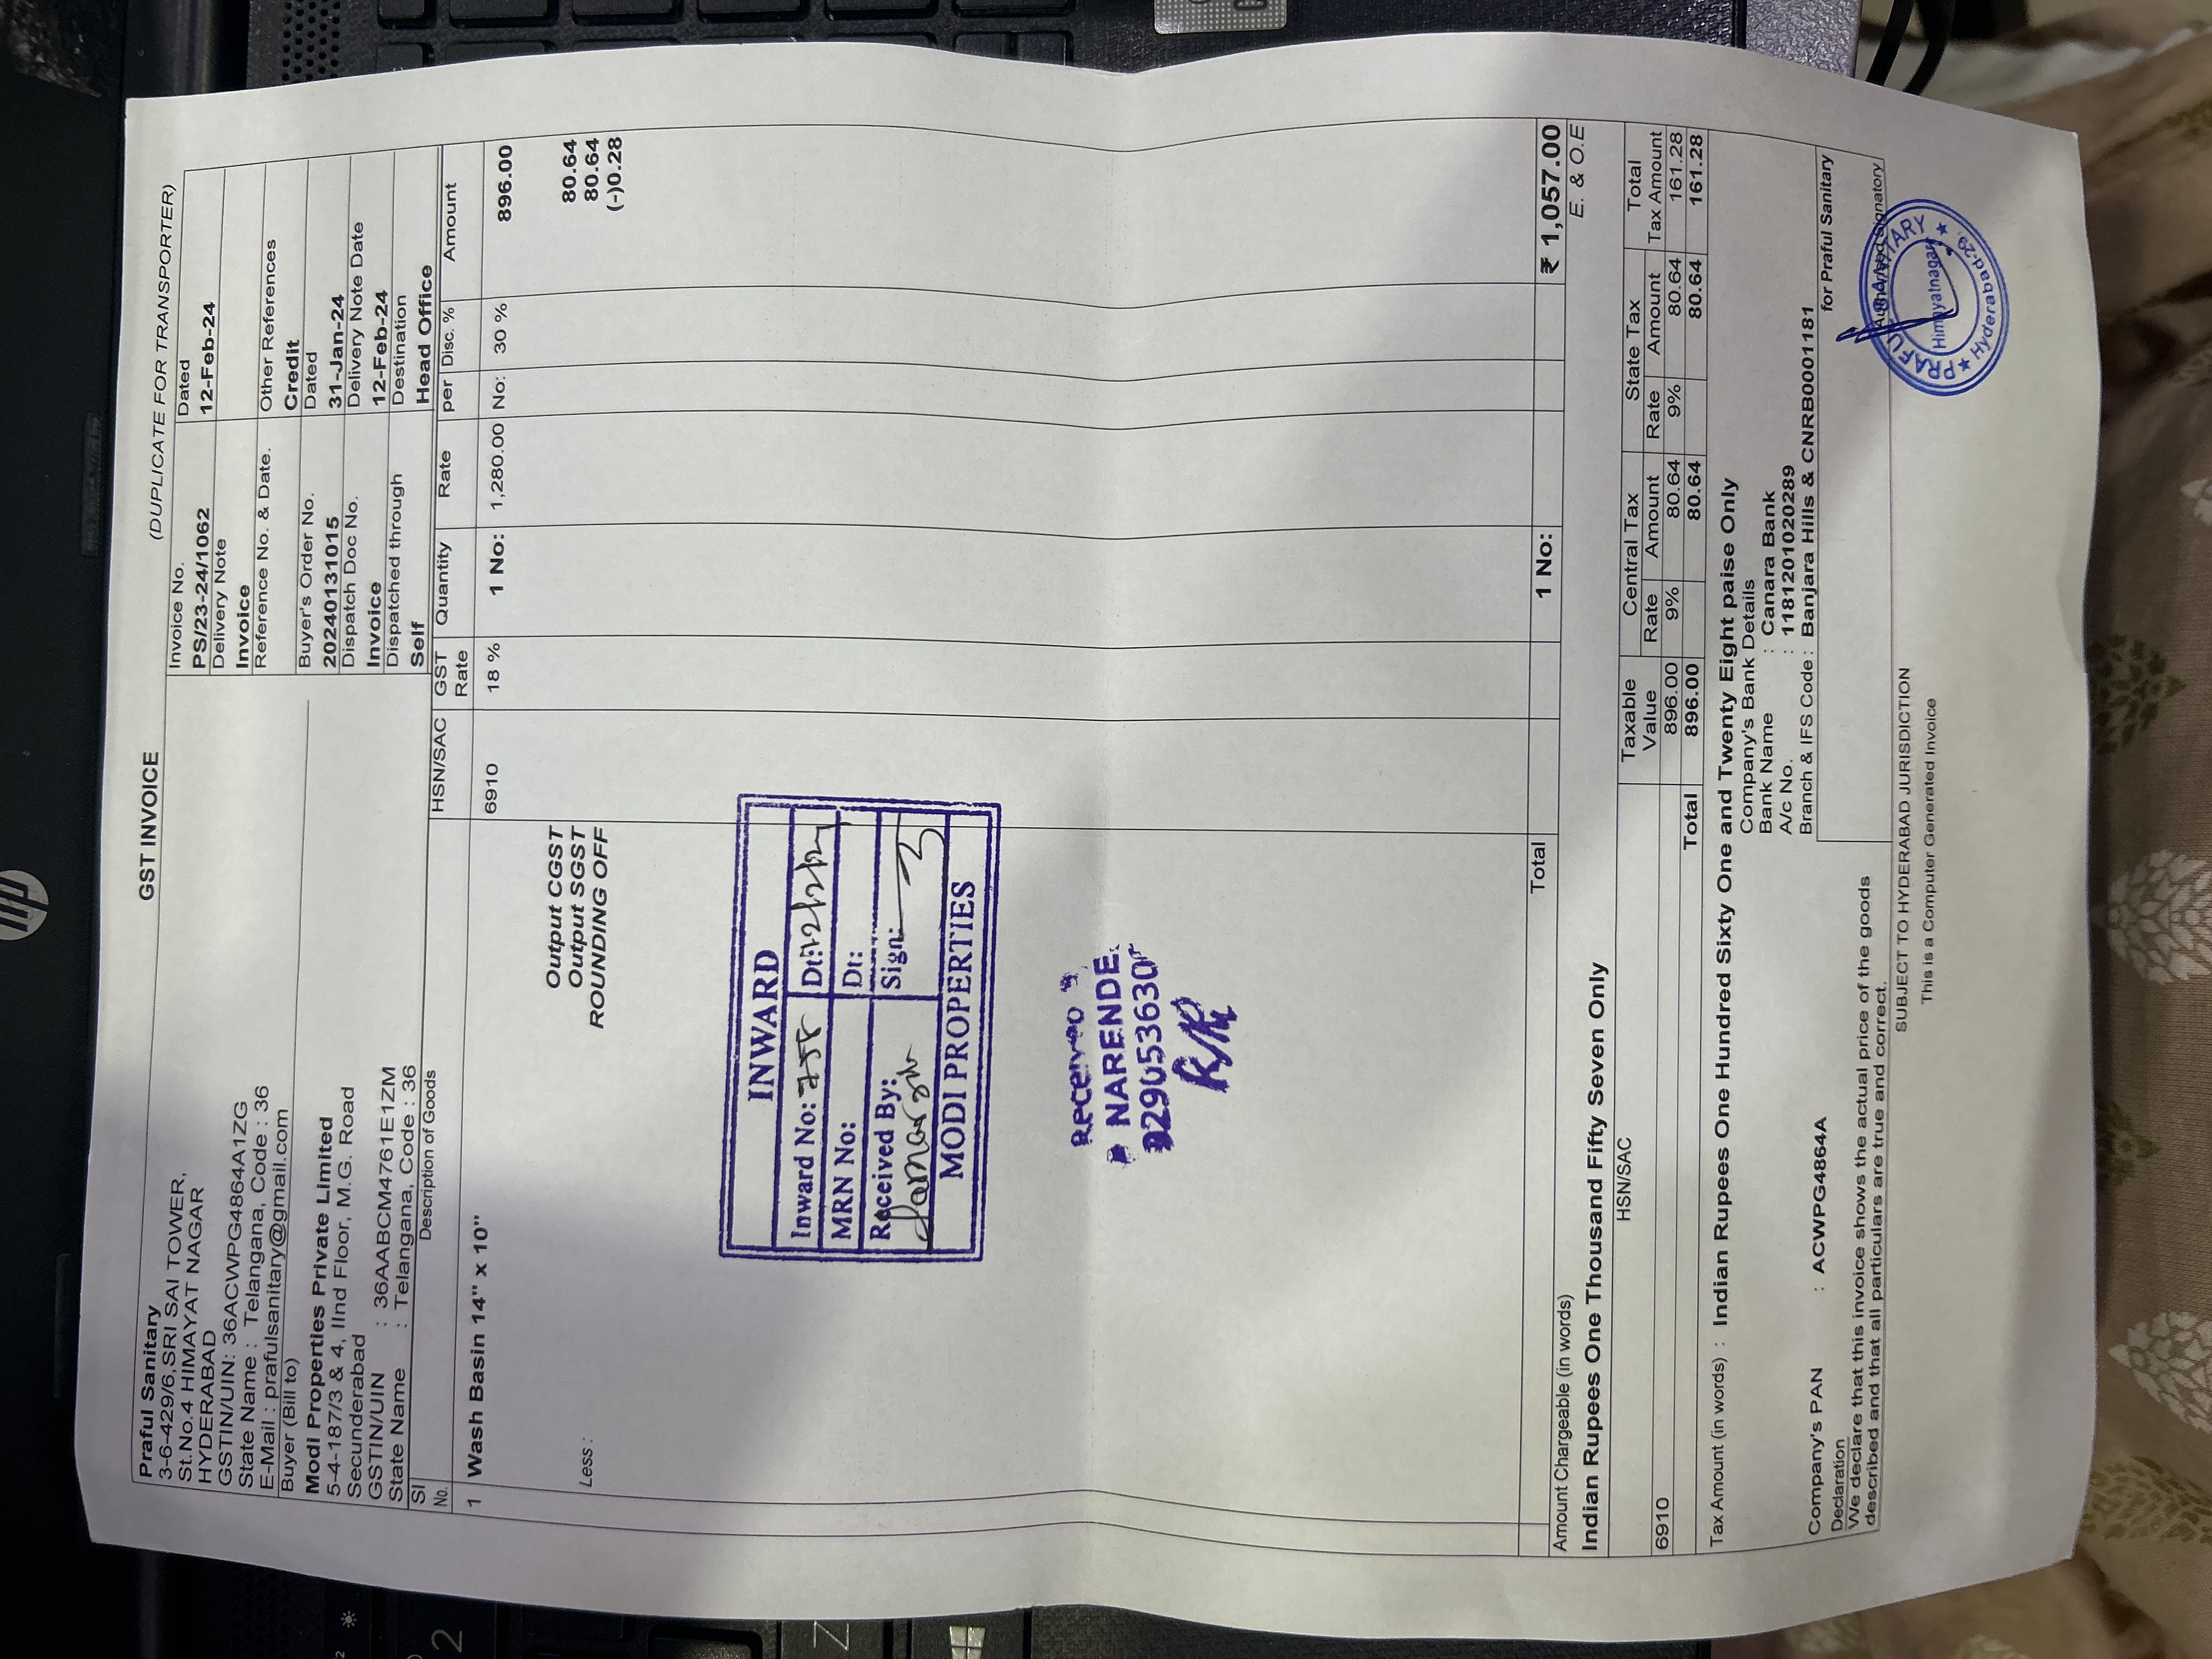 GST INVOICE
(DUPLICATE FOR TRANSPORTER)
Praful Sanitary
3-6-429/6,SRI SAI TOWER,
St.No.4 HIMAYAT NAGAR
HYDERABAD
GSTIN/UIN: 36ACWPG4864A1ZG
State Name : Telangana, Code : 36
E-Mail : prafulsanitary@gmail.com
Buyer (Bill to)
Modi Properties Private Limited
5-4-187/3 & 4, IInd Floor, M.G. Road
Secunderabad
GSTIN/UIN : 36AABCM4761E1ZM
State Name : Telangana, Code : 36
Invoice No. Dated
PS/23-24/1062 12-Feb-24
Delivery Note
Invoice
Reference No. & Date. Other References
Credit
Buyer's Order No. Dated
20240131015 31-Jan-24
Dispatch Doc No. Delivery Note Date
Invoice 12-Feb-24
Dispatched through Destination
Self Head Office
Sl No. Description of Goods HSN/SAC GST Rate Quantity Rate per Disc. % Amount
1 Wash Basin 14" x 10" 6910 18 % 1 No: 1,280.00 No: 30 % 896.00
Output CGST 80.64
Output SGST 80.64
Less : ROUNDING OFF (-)0.28
INWARD
Inward No: Dt: 12/2/24
MRN No: Dt:
Received By: Sign:
MODI PROPERTIES
NARENDE
Total 1 No: ₹ 1,057.00
Amount Chargeable (in words) E. & O.E
Indian Rupees One Thousand Fifty Seven Only
HSN/SAC Taxable Value Central Tax State Tax Total Tax Amount
Rate Amount Rate Amount
6910 896.00 9% 80.64 9% 80.64 161.28
Total 896.00 80.64 80.64 161.28
Tax Amount (in words) : Indian Rupees One Hundred Sixty One and Twenty Eight paise Only
Company's Bank Details
Bank Name : Canara Bank
A/c No. : 1181201020289
Branch & IFS Code : Banjara Hills & CNRB0001181
Company's PAN : ACWPG4864A
Declaration
We declare that this invoice shows the actual price of the goods
described and that all particulars are true and correct.
for Praful Sanitary
Authorised Signatory
PRAFUL SANITARY
Himayatnagar
Hyderabad-29.
SUBJECT TO HYDERABAD JURISDICTION
This is a Computer Generated Invoice
hp
2
Z